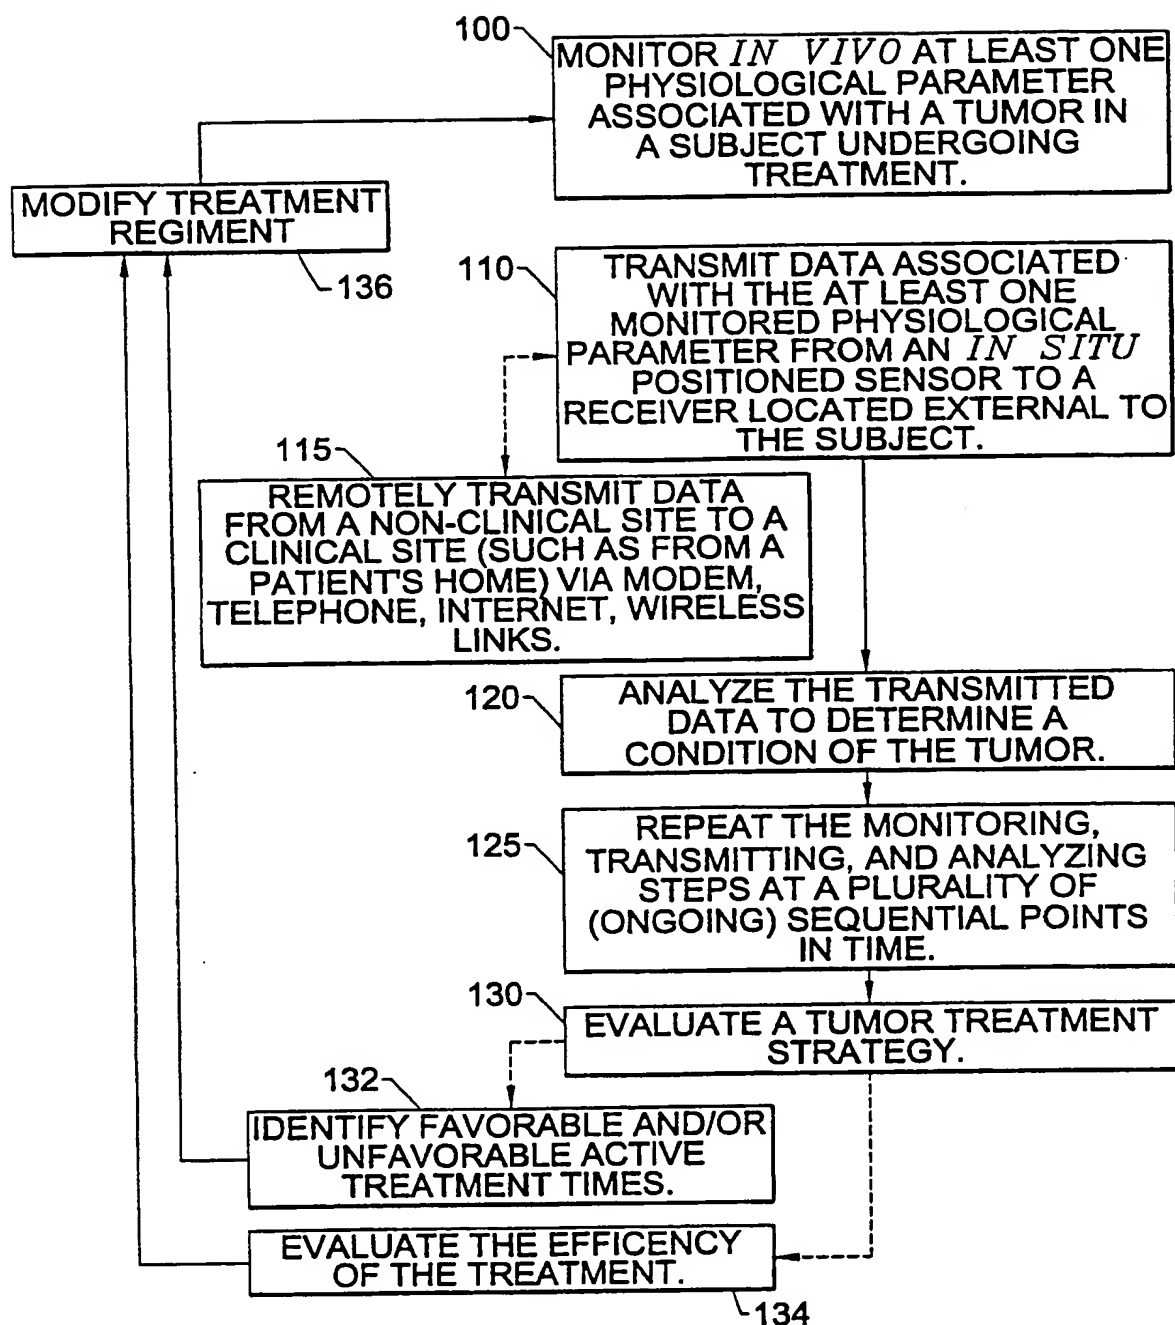 100
MONITOR IN VIVO AT LEAST ONE
PHYSIOLOGICAL PARAMETER
ASSOCIATED WITH A TUMOR IN
A SUBJECT UNDERGOING
TREATMENT.
MODIFY TREATMENT
REGIMENT
136
110
TRANSMIT DATA ASSOCIATED
WITH THE AT LEAST ONE
MONITORED PHYSIOLOGICAL
PARAMETER FROM AN IN SITU
POSITIONED SENSOR TO A
RECEIVER LOCATED EXTERNAL TO
THE SUBJECT.
115
REMOTELY TRANSMIT DATA
FROM A NON-CLINICAL SITE TO A
CLINICAL SITE (SUCH AS FROM A
PATIENT'S HOME) VIA MODEM,
TELEPHONE, INTERNET, WIRELESS
LINKS.
120
ANALYZE THE TRANSMITTED
DATA TO DETERMINE A
CONDITION OF THE TUMOR.
125
REPEAT THE MONITORING,
TRANSMITTING, AND ANALYZING
STEPS AT A PLURALITY OF
(ONGOING) SEQUENTIAL POINTS
IN TIME.
130
EVALUATE A TUMOR TREATMENT
STRATEGY.
132
IDENTIFY FAVORABLE AND/OR
UNFAVORABLE ACTIVE
TREATMENT TIMES.
EVALUATE THE EFFICENCY
OF THE TREATMENT.
134